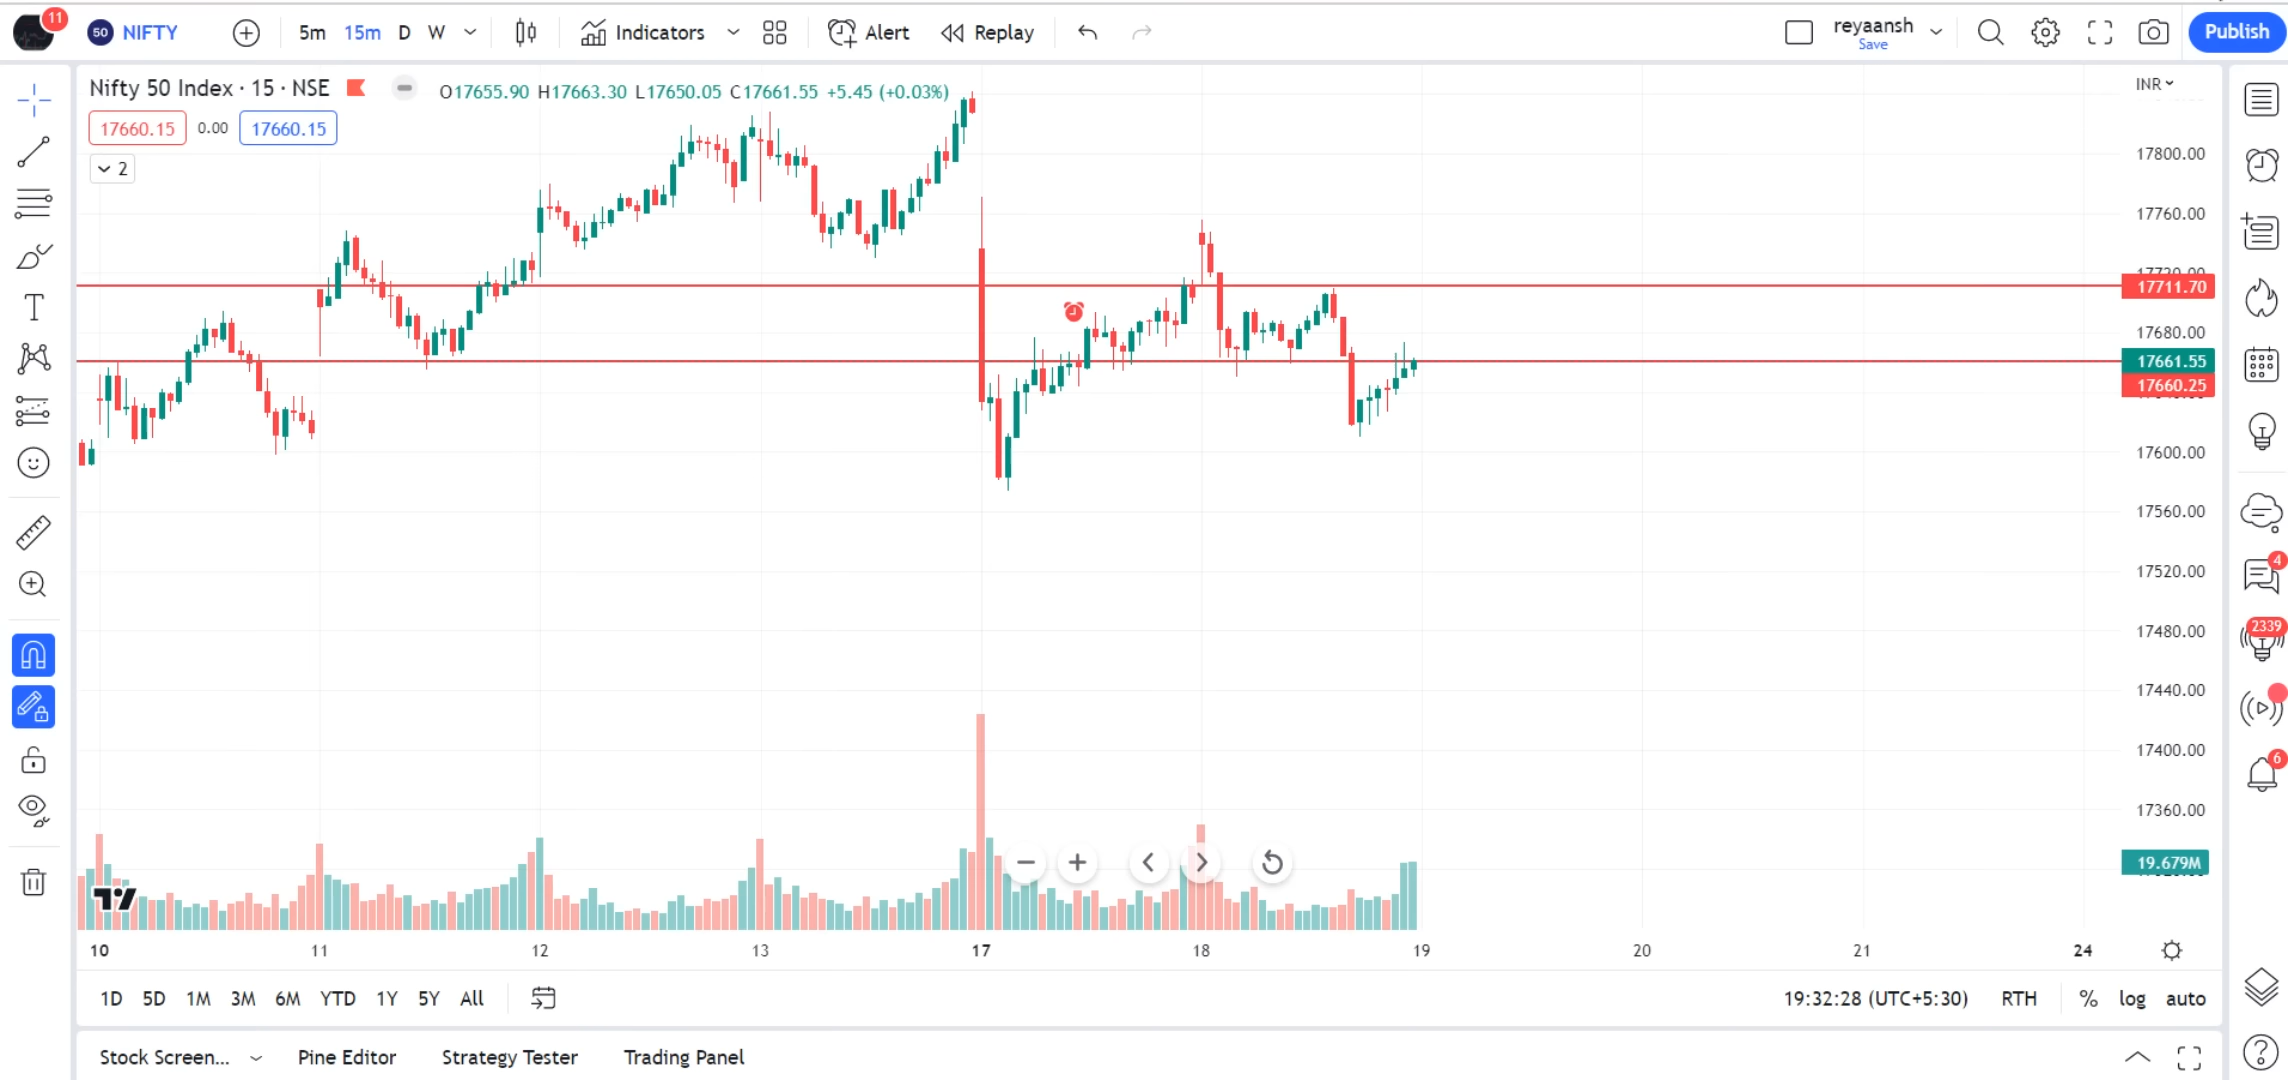 11
50 NIFTY 5m 15m D W Indicators Alert Replay reyaansh Save Publish
Nifty 50 Index · 15 · NSE O17655.90 H17663.30 L17650.05 C17661.55 +5.45 (+0.03%)
INR
17660.15 0.00 17660.15
2
17800.00
17760.00
17711.70
17680.00
17661.55
17660.25
17600.00
17560.00
17520.00
17480.00
17440.00
17400.00
17360.00
19.679M
4
2339
6
10 11 12 13 17 18 19 20 21 24
1D 5D 1M 3M 6M YTD 1Y 5Y All 19:32:28 (UTC+5:30) RTH % log auto
Stock Screen... Pine Editor Strategy Tester Trading Panel